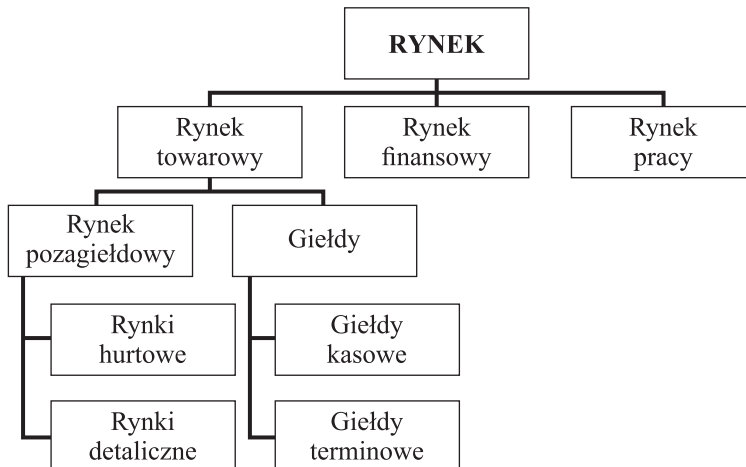 RYNEK
Rynek
towarowy
Rynek
finansowy
Rynek
pracy
Rynek
pozagiełdowy
Giełdy
Rynki
hurtowe
Giełdy
kasowe
Rynki
detaliczne
Giełdy
terminowe